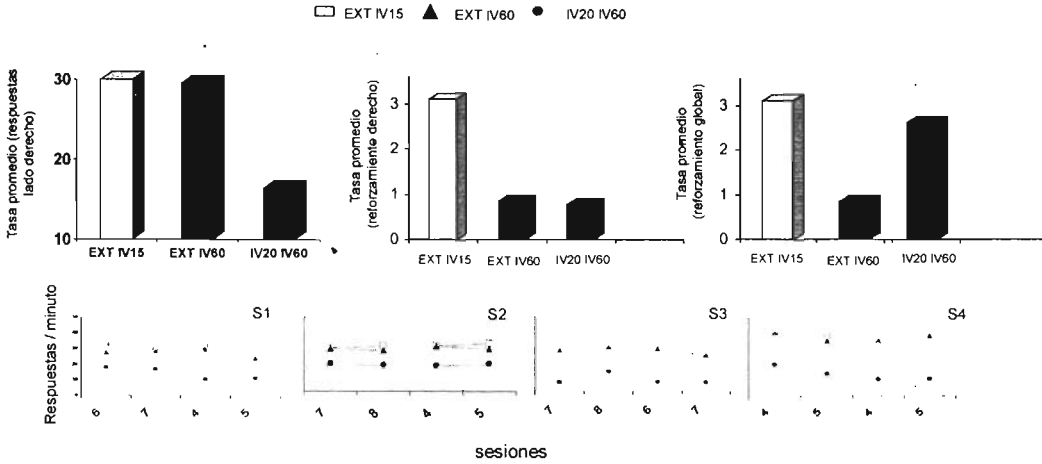 EXT IV15 EXT IV60 IV20 IV60
Tasa promedio (respuestas
lado derecho)
30
20
10
EXT IV15 EXT IV60 IV20 IV60
Tasa promedio
(reforzamiento derecho)
3
2
1
0
EXT IV15 EXT IV60 IV20 IV60
Tasa promedio
(reforzamiento global)
3
2
1
0
EXT IV15 EXT IV60 IV20 IV60
Respuestas / minuto
S1
6 7 4 5
S2
7 8 4 5
S3
7 8 6 7
S4
4 5 4 5
sesiones